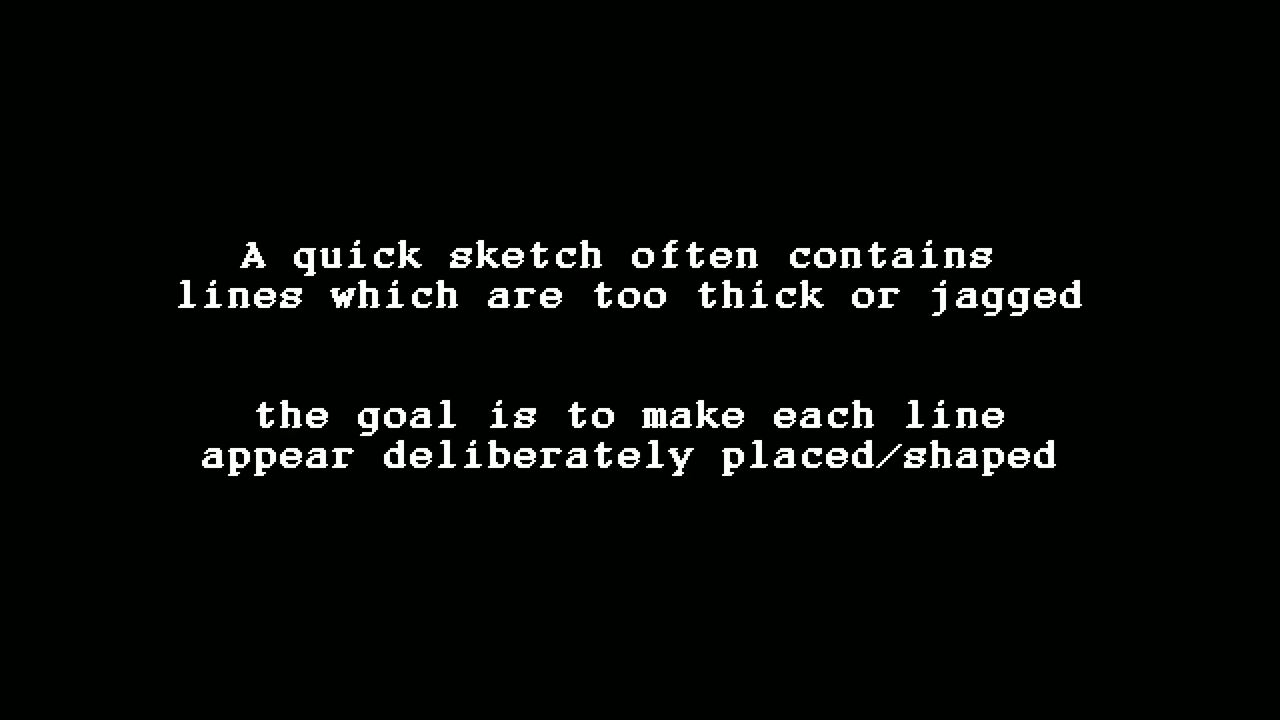 A quick sketch often contains
lines which are too thick or jagged
the goal is to make each line
appear deliberately placed/shaped